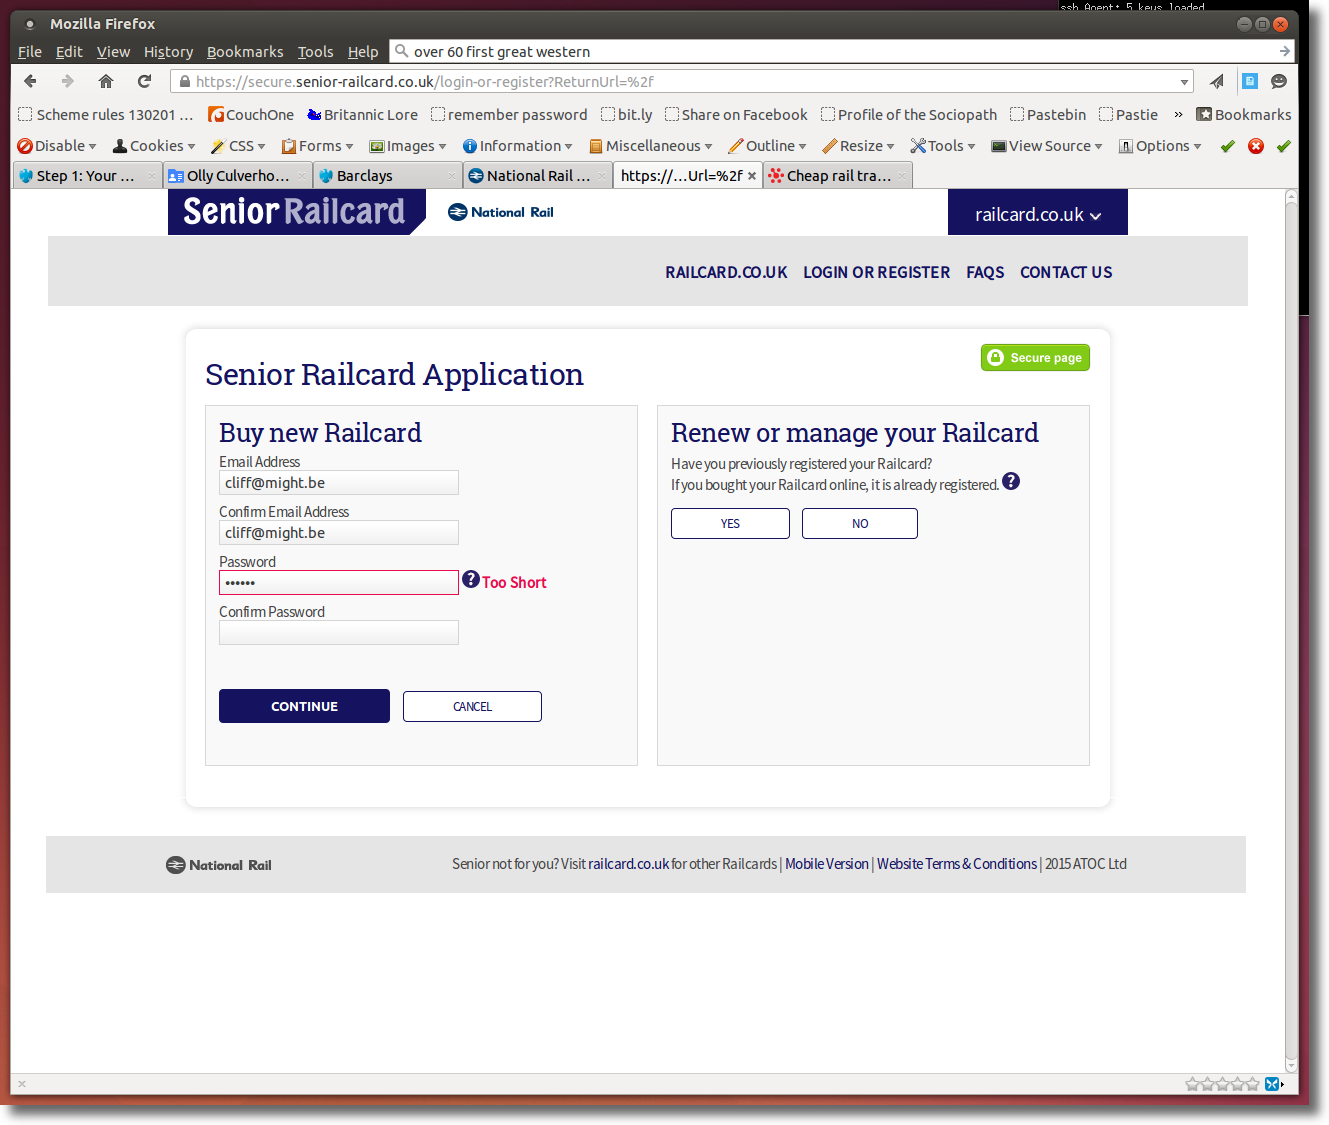 ssh Agent: 5 keys loaded
Mozilla Firefox
File Edit View History Bookmarks Tools Help over 60 first great western
https://secure.senior-railcard.co.uk/login-or-register?ReturnUrl=%2f
Scheme rules 130201 ... CouchOne Britannic Lore remember password bit.ly Share on Facebook Profile of the Sociopath Pastebin Pastie » Bookmarks
Disable Cookies CSS Forms Images Information Miscellaneous Outline Resize Tools View Source Options
Step 1: Your ... Olly Culverho... Barclays National Rail ... https://...Url=%2f Cheap rail tra...
Senior Railcard National Rail railcard.co.uk
RAILCARD.CO.UK LOGIN OR REGISTER FAQS CONTACT US
Secure page
Senior Railcard Application
Buy new Railcard
Email Address
cliff@might.be
Confirm Email Address
cliff@might.be
Password
•••••• ? Too Short
Confirm Password
CONTINUE CANCEL
Renew or manage your Railcard
Have you previously registered your Railcard?
If you bought your Railcard online, it is already registered. ?
YES NO
National Rail Senior not for you? Visit railcard.co.uk for other Railcards | Mobile Version | Website Terms & Conditions | 2015 ATOC Ltd